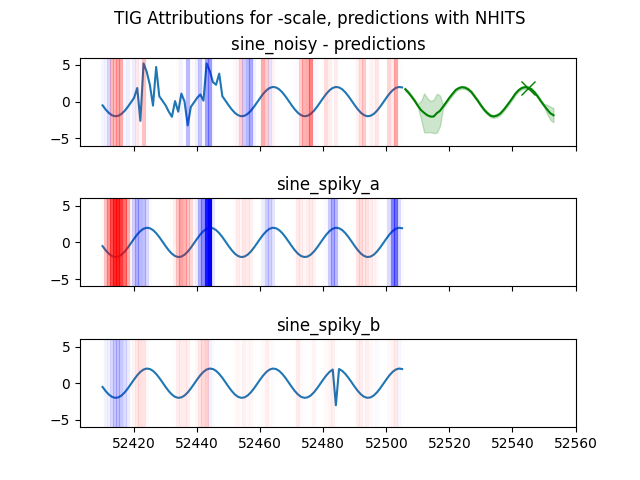 TIG Attributions for -scale, predictions with NHITS
sine_noisy - predictions
5
0
−5
sine_spiky_a
5
0
−5
sine_spiky_b
5
0
−5
52420 52440 52460 52480 52500 52520 52540 52560